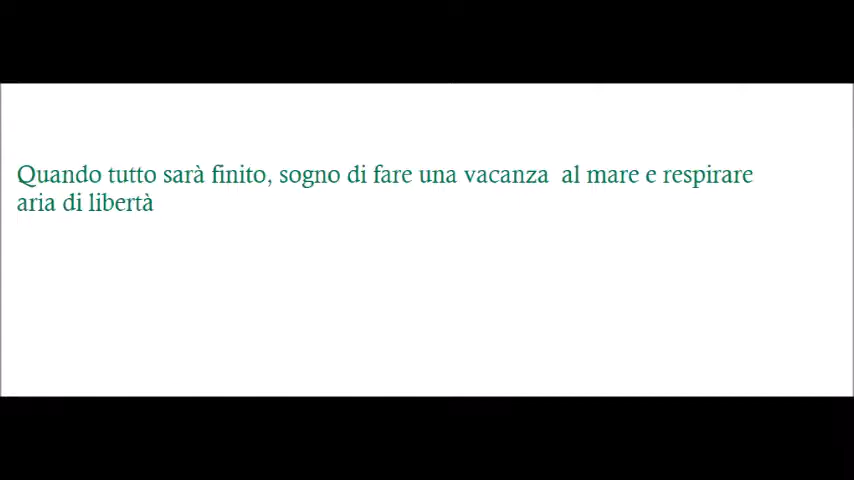 Quando tutto sarà finito, sogno di fare una vacanza  al mare e respirare
aria di libertà